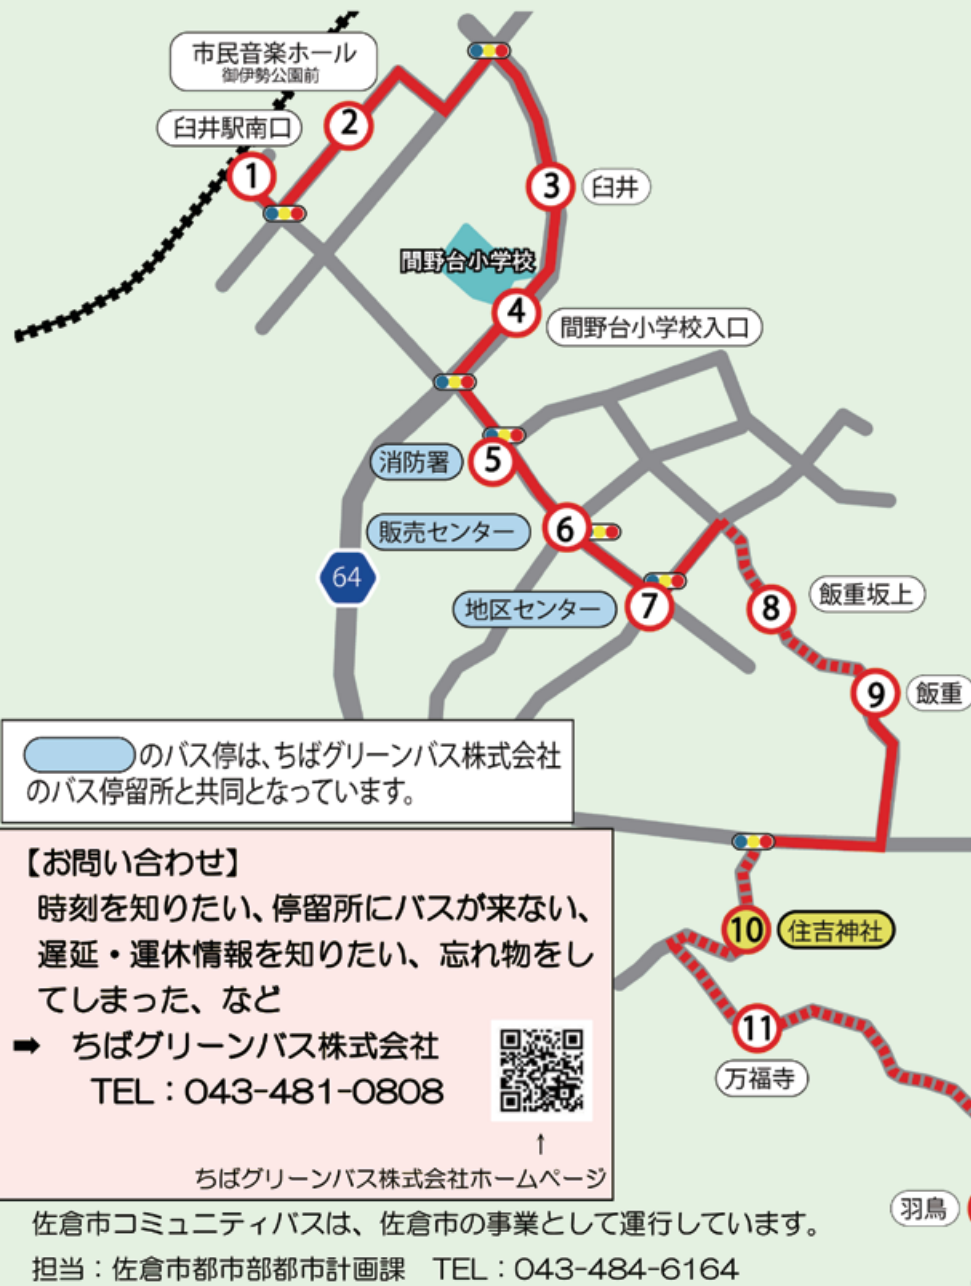 市民音楽ホール
御伊勢公園前
臼井駅南口
2
1
3
臼井
間野台小学校
4
間野台小学校入口
消防署
5
販売センター
6
64
地区センター
7
8
飯重坂上
9
飯重
のバス停は、ちばグリーンバス株式会社
のバス停留所と共同となっています。
【お問い合わせ】
時刻を知りたい、停留所にバスが来ない、
遅延・運休情報を知りたい、忘れ物をし
てしまった、など
➡ ちばグリーンバス株式会社
TEL：043-481-0808
↑
ちばグリーンバス株式会社ホームページ
10
住吉神社
11
万福寺
羽鳥
佐倉市コミュニティバスは、佐倉市の事業として運行しています。
担当：佐倉市都市部都市計画課 TEL：043-484-6164